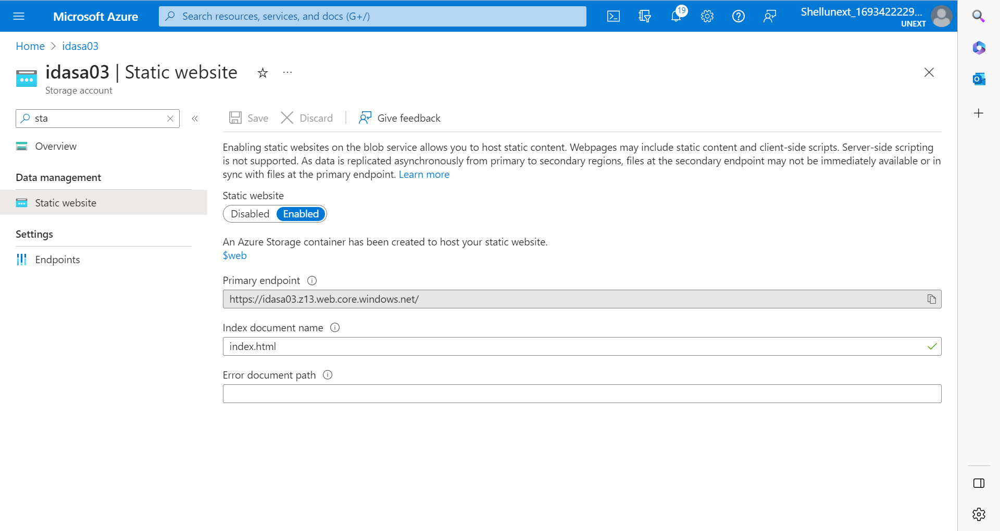 Microsoft Azure
Search resources, services, and docs (G+/)
19
Shellunext_1693422229...
UNEXT
Home > idasa03
idasa03 | Static website
Storage account
sta
Save
Discard
Give feedback
Overview
Data management
Static website
Settings
Endpoints
Enabling static websites on the blob service allows you to host static content. Webpages may include static content and client-side scripts. Server-side scripting
is not supported. As data is replicated asynchronously from primary to secondary regions, files at the secondary endpoint may not be immediately available or in
sync with files at the primary endpoint. Learn more
Static website
Disabled Enabled
An Azure Storage container has been created to host your static website.
$web
Primary endpoint
https://idasa03.z13.web.core.windows.net/
Index document name
index.html
Error document path